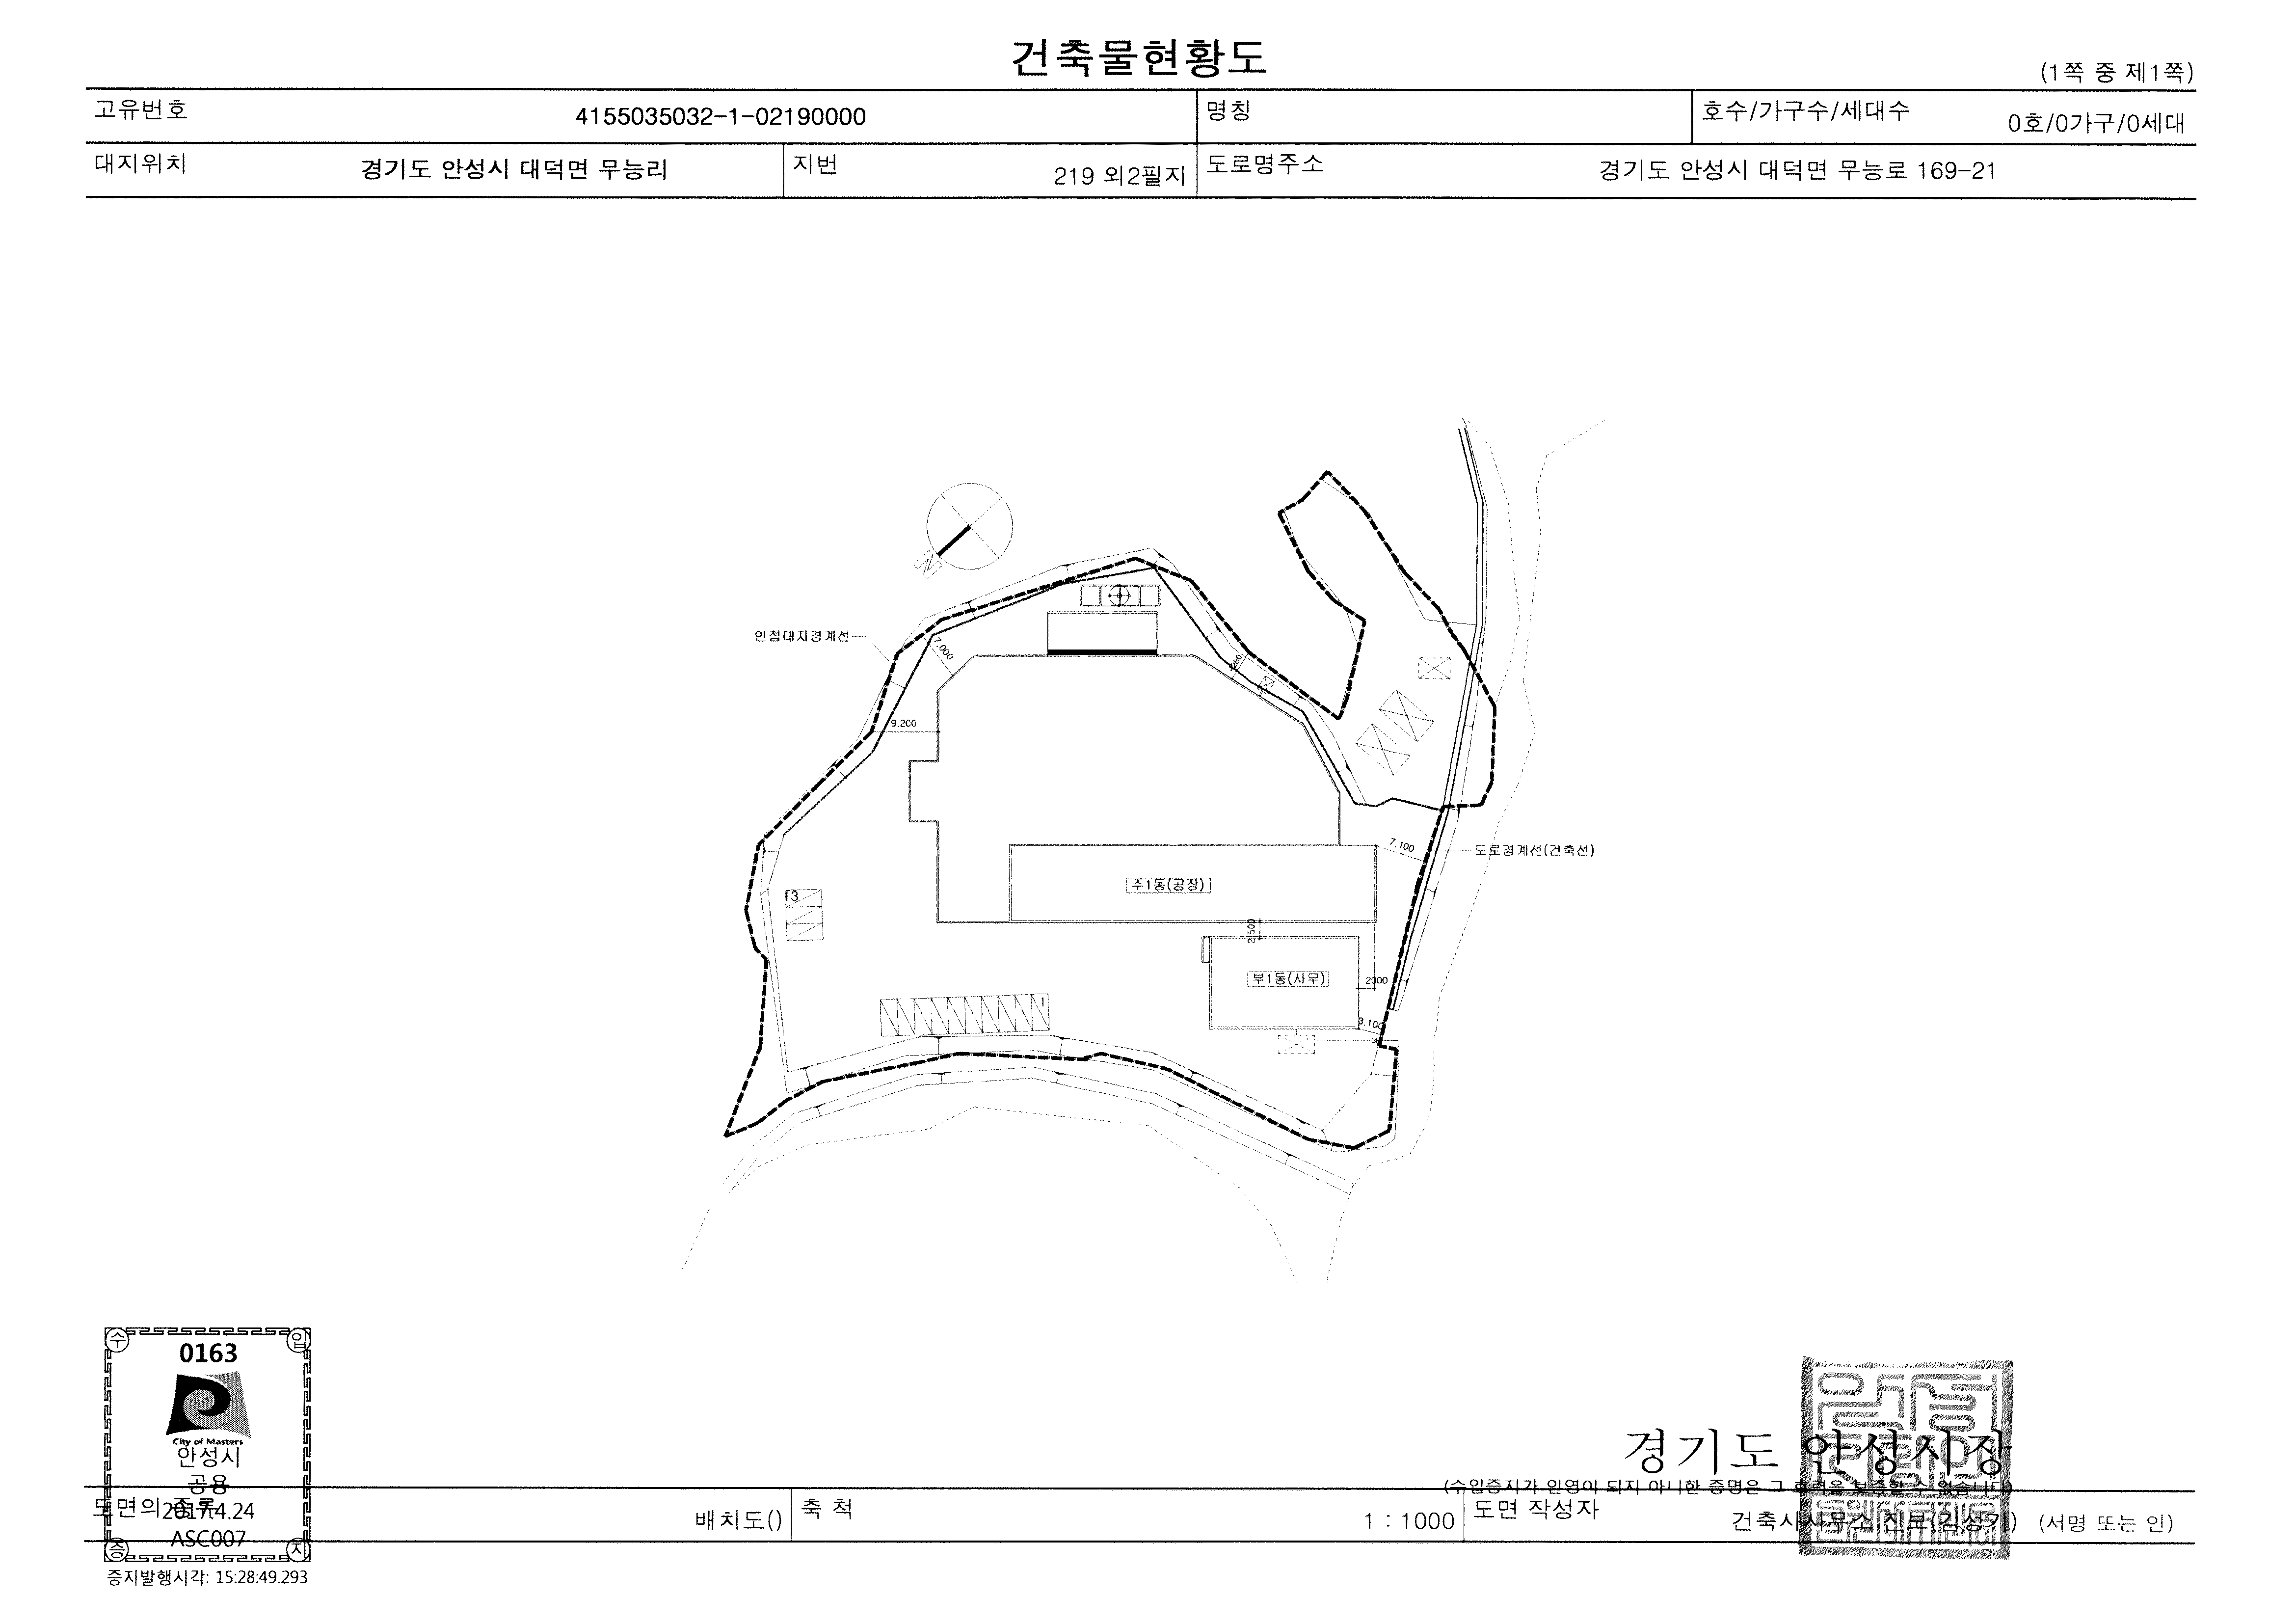 건축물현황도
(1쪽 중 제1쪽)
고유번호 4155035032-1-02190000 명칭 호수/가구수/세대수 0호/0가구/0세대
대지위치 경기도 안성시 대덕면 무능리 지번 219 외2필지 도로명주소 경기도 안성시 대덕면 무능로 169-21
N
인접대지경계선
7.000
9.200
7.100
도로경계선(건축선)
주1동(공장)
13
2.500
부1동(사무)
2000
1
3.100
수 입
0163
City of Masters
안성시
공용
2017.4.24
ASC007
증 지
증지발행시각: 15:28:49.293
경기도 안성시장
(수입증지가 인영이 되지 아니한 증명은 그 효력을 보증할 수 없습니다)
도면의 종류 배치도() 축 척 1 : 1000 도면 작성자 건축사사무소 진로(김성기) (서명 또는 인)